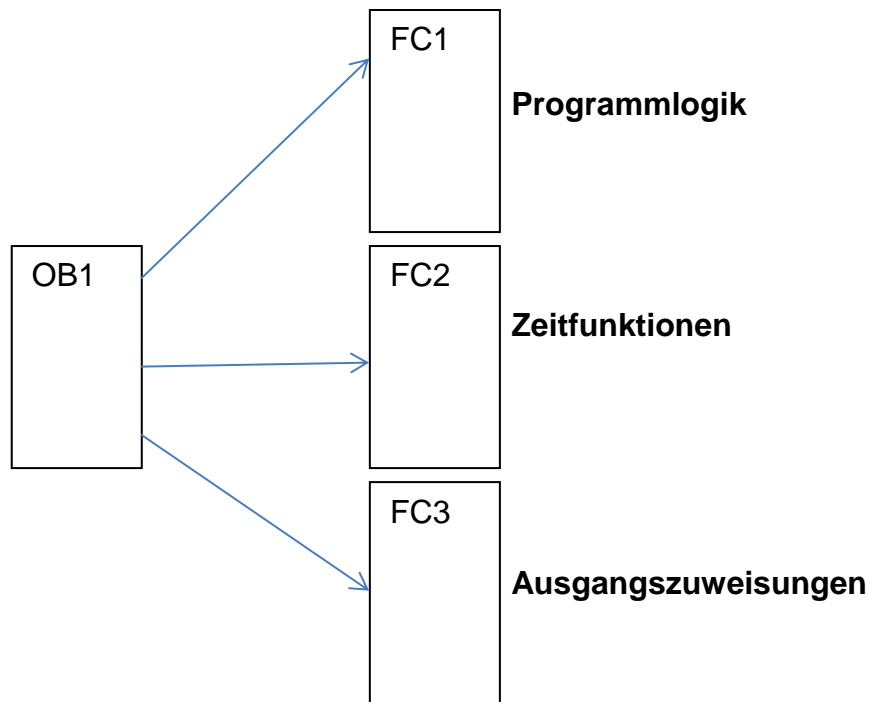 FC1
Programmlogik
OB1
FC2
Zeitfunktionen
FC3
Ausgangszuweisungen